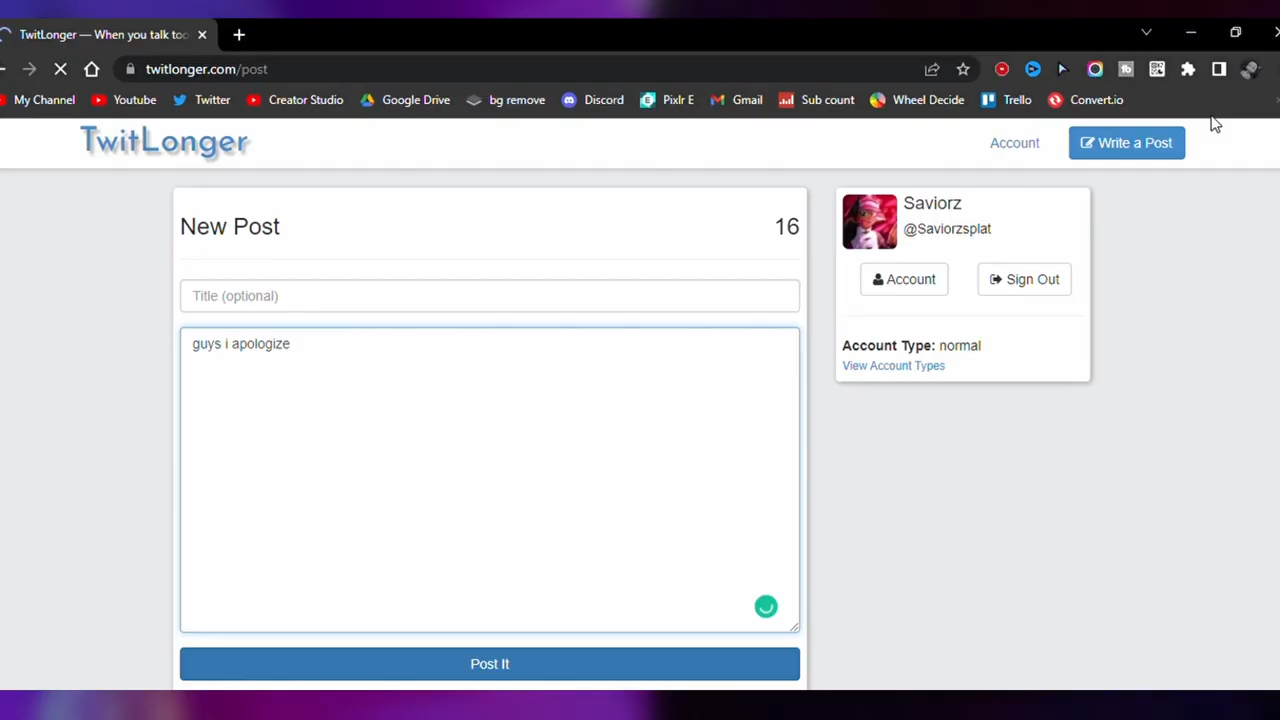 TwitLonger — When you talk too
twitlonger.com/post
My Channel Youtube Twitter Creator Studio Google Drive bg remove Discord Pixlr E Gmail Sub count Wheel Decide Trello Convert.io
TwitLonger
Account Write a Post
New Post 16
Title (optional)
guys i apologize
Post It
Saviorz
@Saviorzsplat
Account Sign Out
Account Type: normal
View Account Types